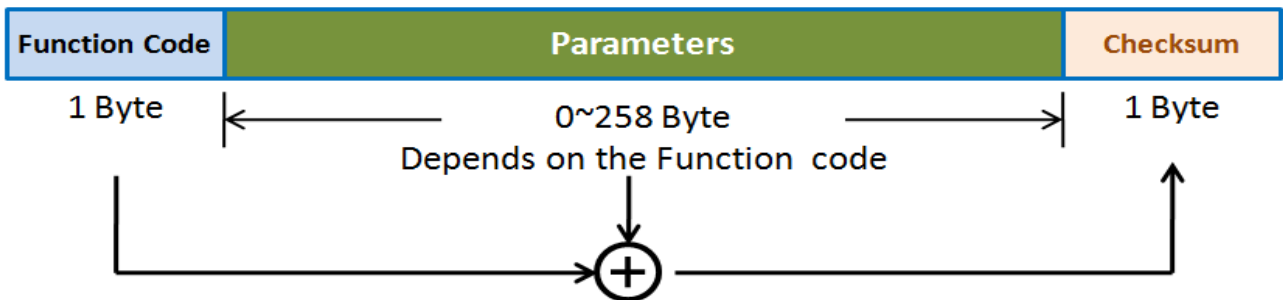 Function Code Parameters Checksum
1 Byte 0~258 Byte 1 Byte
Depends on the Function code